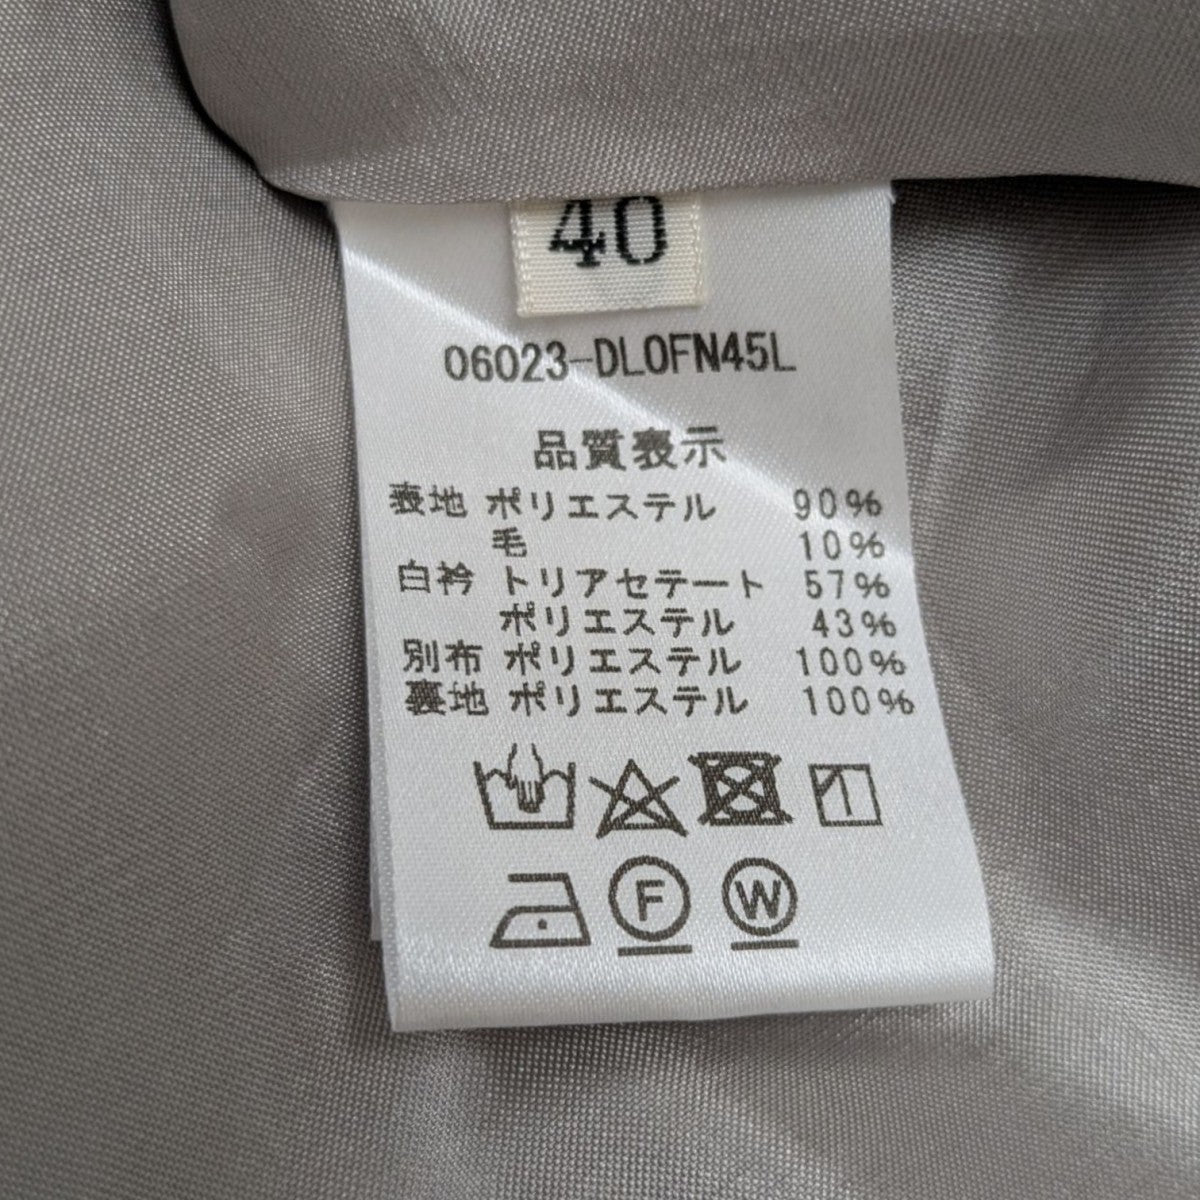 40
06023-DLOFN45L
品質表示
表地 ポリエステル 90%
毛 10%
白衿 トリアセテート 57%
ポリエステル 43%
別布 ポリエステル 100%
裏地 ポリエステル 100%
F W